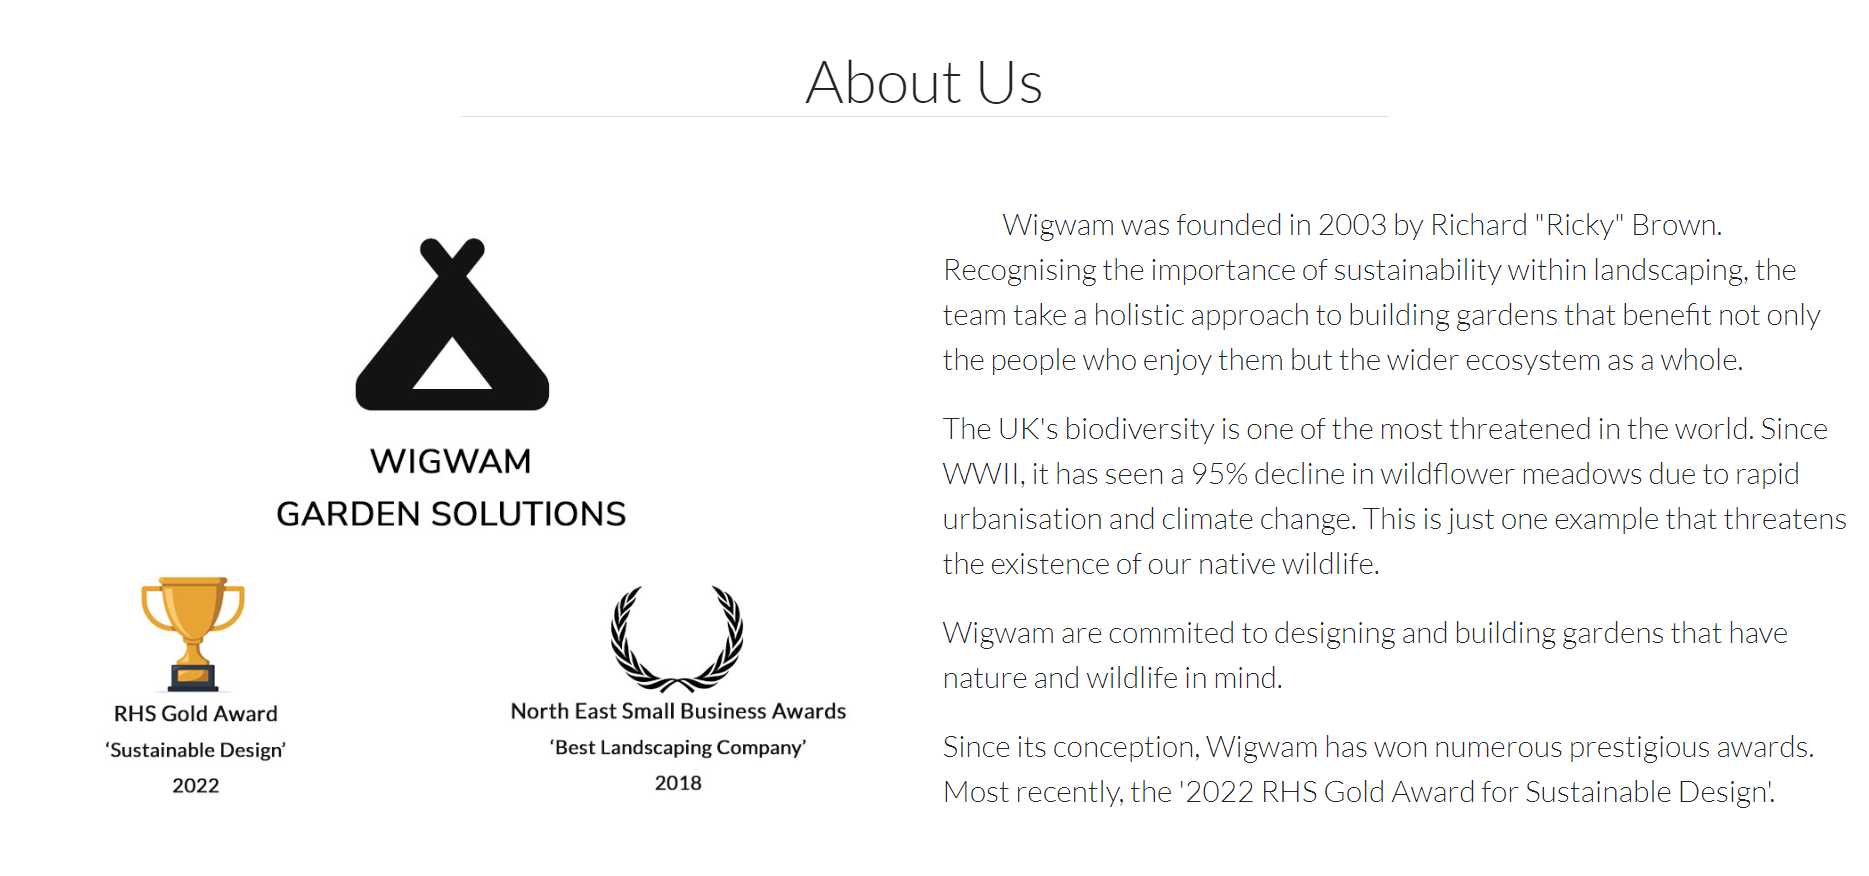 About Us
WIGWAM
GARDEN SOLUTIONS
RHS Gold Award
‘Sustainable Design’
2022
North East Small Business Awards
‘Best Landscaping Company’
2018
Wigwam was founded in 2003 by Richard "Ricky" Brown.
Recognising the importance of sustainability within landscaping, the
team take a holistic approach to building gardens that benefit not only
the people who enjoy them but the wider ecosystem as a whole.
The UK's biodiversity is one of the most threatened in the world. Since
WWII, it has seen a 95% decline in wildflower meadows due to rapid
urbanisation and climate change. This is just one example that threatens
the existence of our native wildlife.
Wigwam are commited to designing and building gardens that have
nature and wildlife in mind.
Since its conception, Wigwam has won numerous prestigious awards.
Most recently, the '2022 RHS Gold Award for Sustainable Design'.